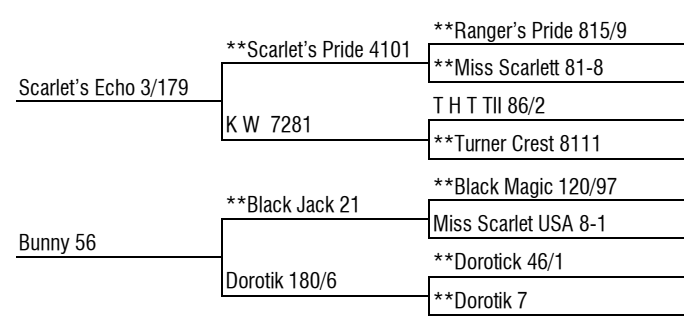 **Ranger's Pride 815/9
**Scarlet's Pride 4101
**Miss Scarlett 81-8
Scarlet's Echo 3/179
T H T TII 86/2
K W 7281
**Turner Crest 8111
**Black Magic 120/97
**Black Jack 21
Miss Scarlet USA 8-1
Bunny 56
**Dorotick 46/1
Dorotik 180/6
**Dorotik 7